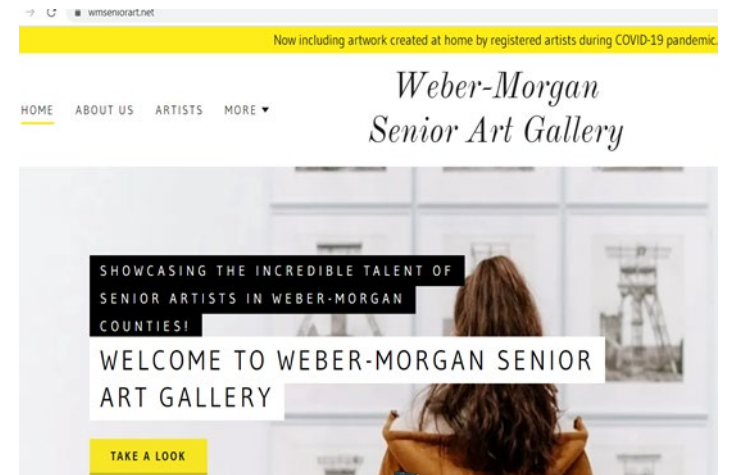 wmseniorart.net
Now including artwork created at home by registered artists during COVID-19 pandemic.
Weber-Morgan
Senior Art Gallery
HOME ABOUT US ARTISTS MORE
SHOWCASING THE INCREDIBLE TALENT OF
SENIOR ARTISTS IN WEBER-MORGAN
COUNTIES!
WELCOME TO WEBER-MORGAN SENIOR
ART GALLERY
TAKE A LOOK